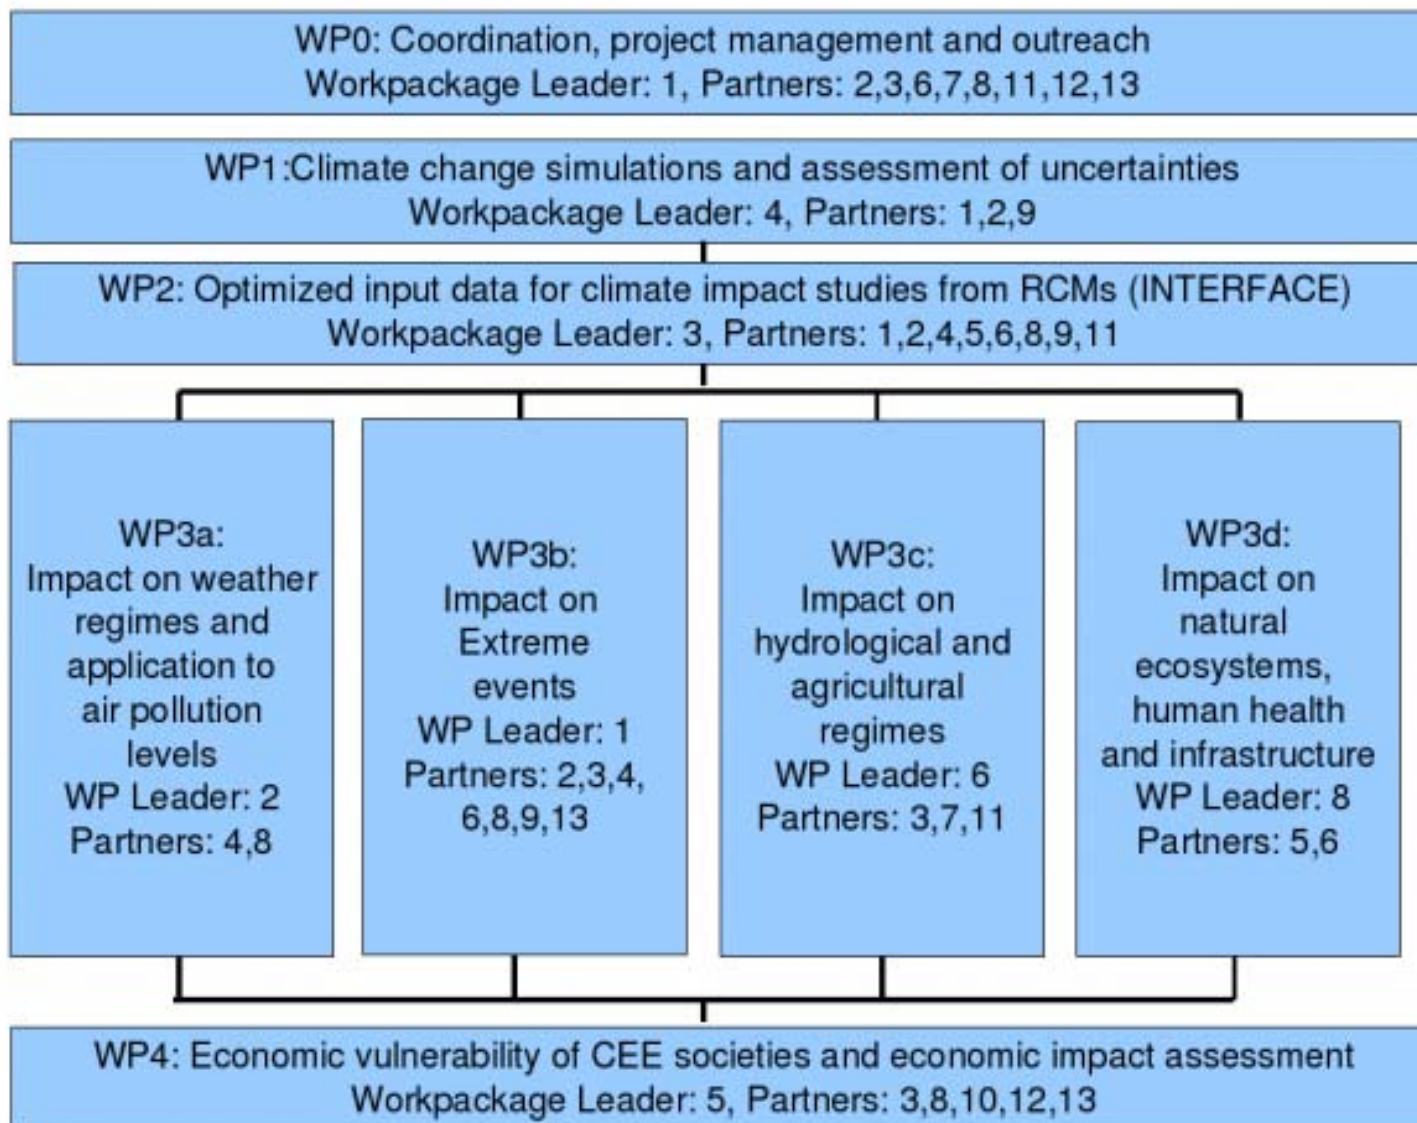 WP0: Coordination, project management and outreach
Workpackage Leader: 1, Partners: 2,3,6,7,8,11,12,13
WP1:Climate change simulations and assessment of uncertainties
Workpackage Leader: 4, Partners: 1,2,9
WP2: Optimized input data for climate impact studies from RCMs (INTERFACE)
Workpackage Leader: 3, Partners: 1,2,4,5,6,8,9,11
WP3a:
Impact on weather
regimes and
application to
air pollution
levels
WP Leader: 2
Partners: 4,8
WP3b:
Impact on
Extreme
events
WP Leader: 1
Partners: 2,3,4,
6,8,9,13
WP3c:
Impact on
hydrological and
agricultural
regimes
WP Leader: 6
Partners: 3,7,11
WP3d:
Impact on
natural
ecosystems,
human health
and infrastructure
WP Leader: 8
Partners: 5,6
WP4: Economic vulnerability of CEE societies and economic impact assessment
Workpackage Leader: 5, Partners: 3,8,10,12,13